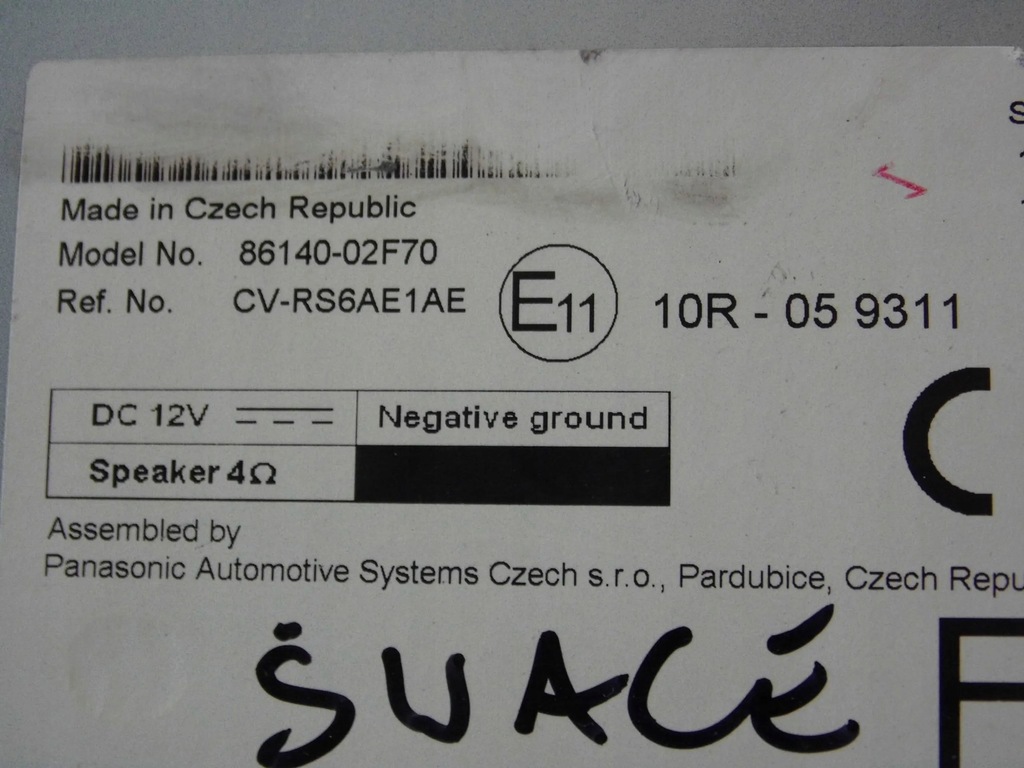 Made in Czech Republic
Model No. 86140-02F70
Ref. No. CV-RS6AE1AE
E11 10R - 05 9311
DC 12V Negative ground
Speaker 4Ω
Assembled by
Panasonic Automotive Systems Czech s.r.o., Pardubice, Czech Repu